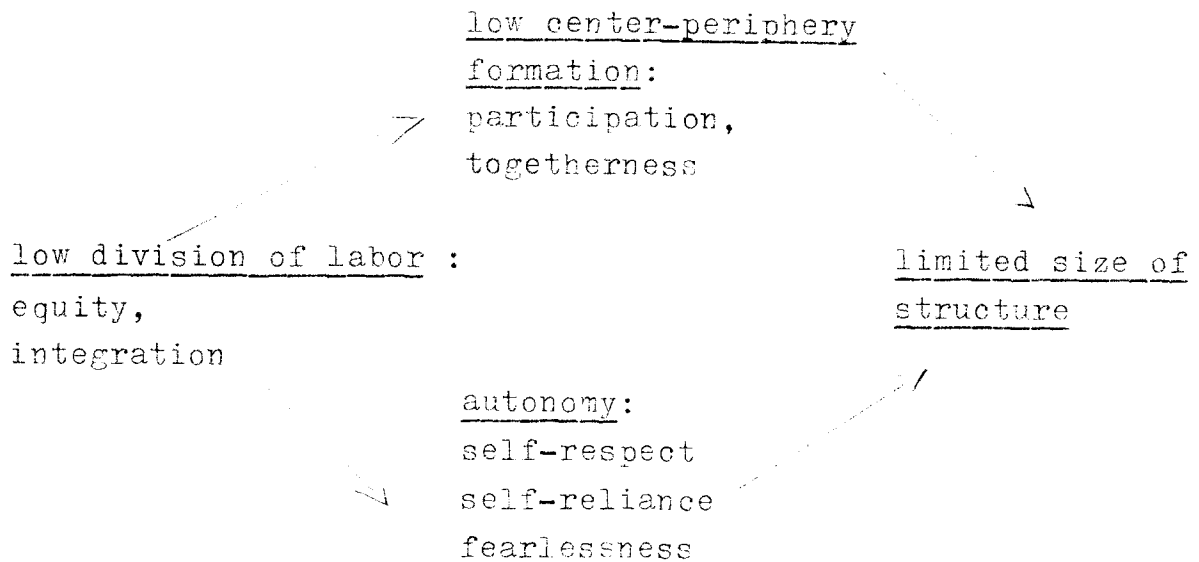 low center-periphery
formation:
participation,
togetherness
low division of labor :
equity,
integration
limited size of
structure
autonomy:
self-respect
self-reliance
fearlessness